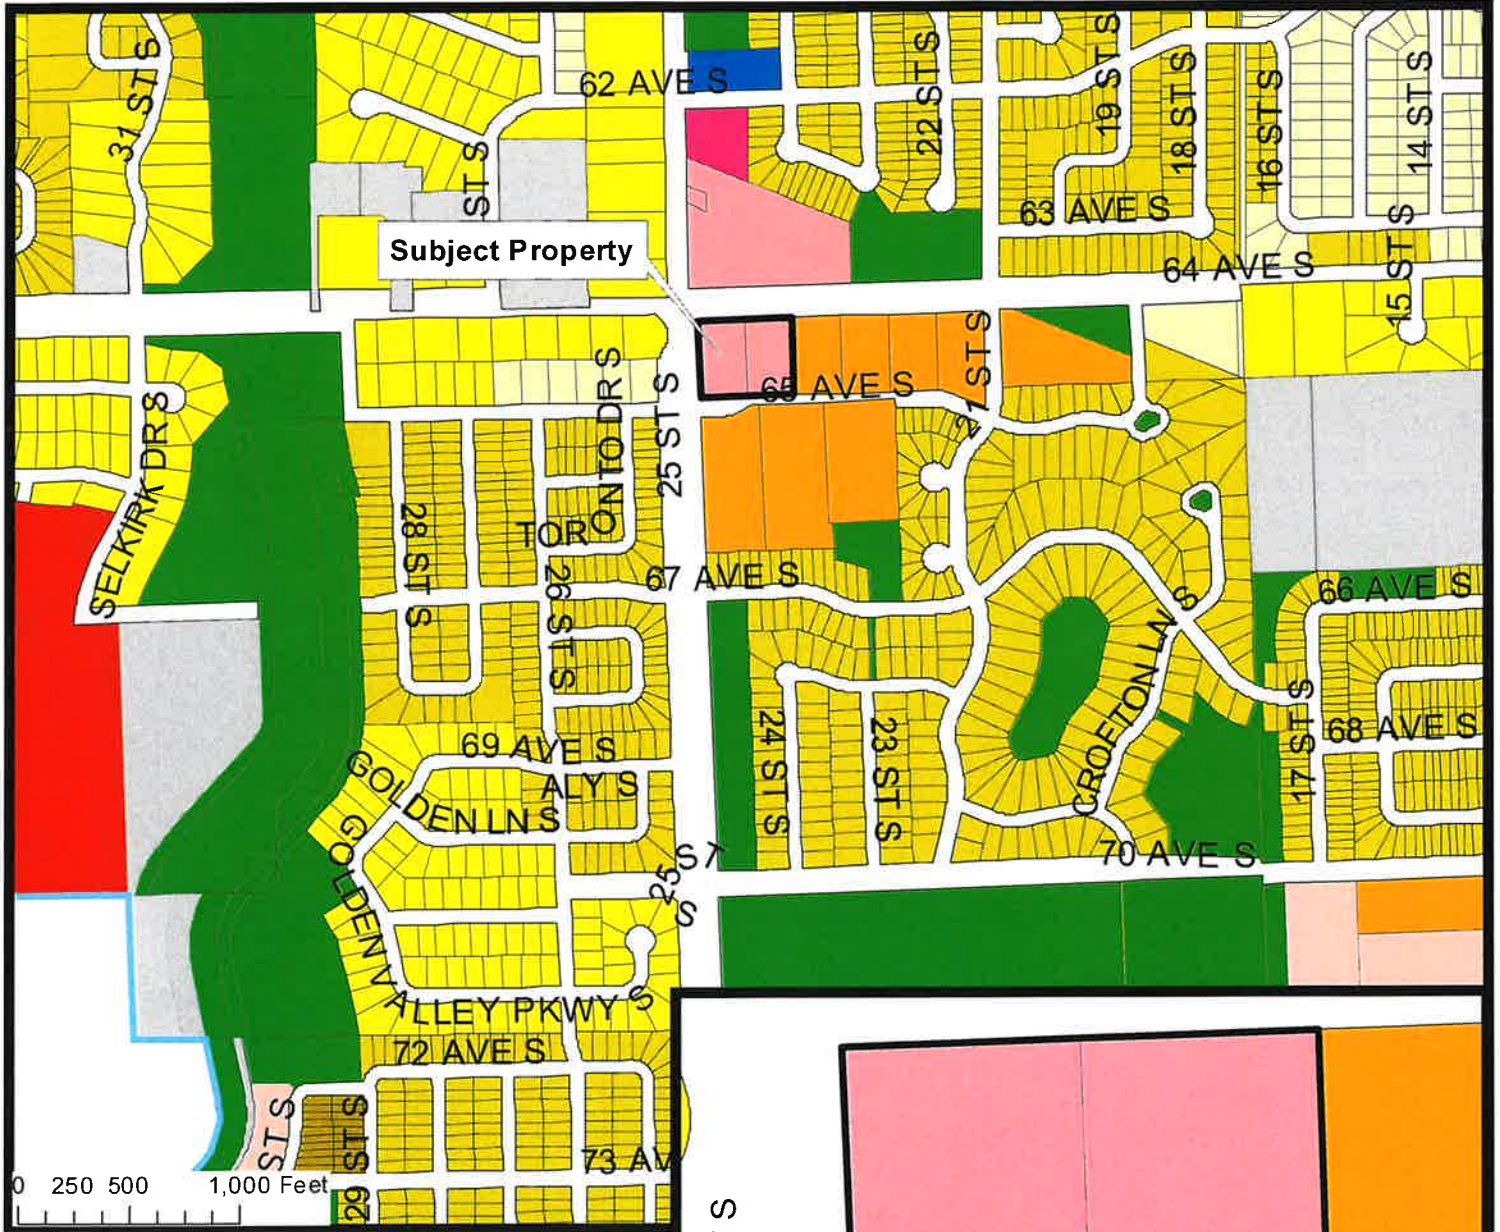 31 ST S
62 AVE S
22 ST S
19 ST S
18 ST S
16 ST S
14 ST S
ST S
63 AVE S
Subject Property
64 AVE S
15 ST S
65 AVE S
21 ST S
TORONTO DR S
25 ST S
SELKIRK DR S
28 ST S
TORO
26 ST S
67 AVE S
66 AVE S
CROFTON LN S
17 ST S
68 AVE S
24 ST S
23 ST S
69 AVE S
ALY S
GOLDEN LN S
70 AVE S
25 ST S
GOLDEN VALLEY PKWY S
72 AVE S
ST S
29 ST S
73 AV
0 250 500 1,000 Feet
S